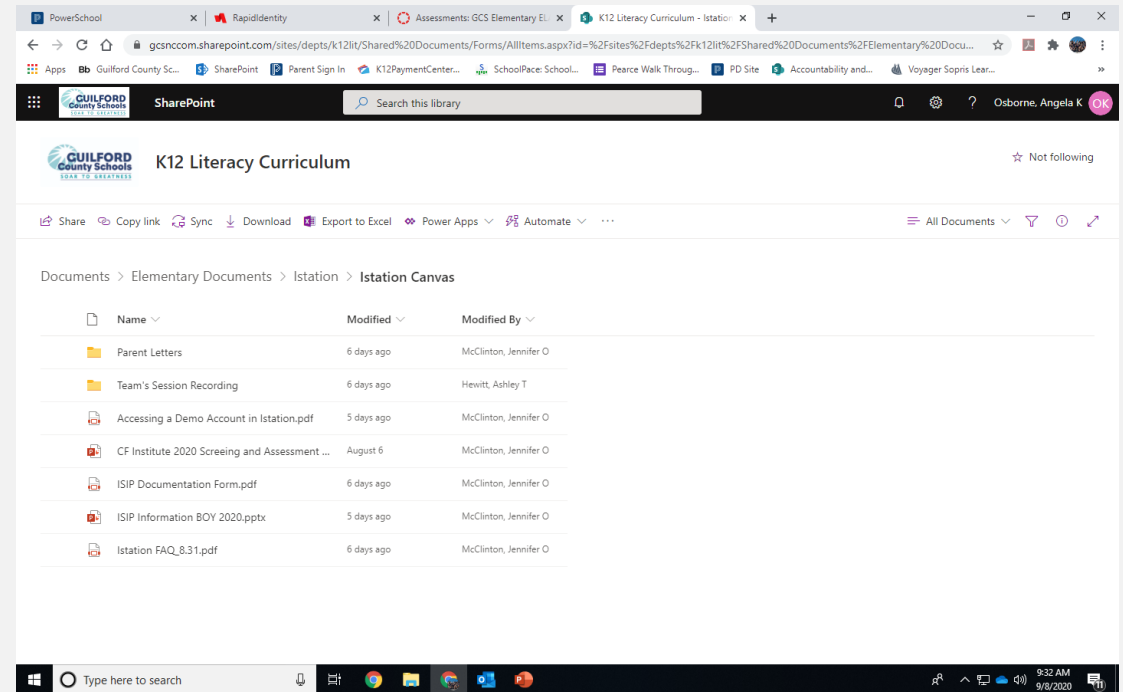 PowerSchool
RapidIdentity
Assessments: GCS Elementary EL
K12 Literacy Curriculum - Istation
gcsnccom.sharepoint.com/sites/depts/k12lit/Shared%20Documents/Forms/AllItems.aspx?id=%2Fsites%2Fdepts%2Fk12lit%2FShared%20Documents%2FElementary%20Docu...
Apps Bb Guilford County Sc... SharePoint Parent Sign In K12PaymentCenter... SchoolPace: School... Pearce Walk Throug... PD Site Accountability and... Voyager Sopris Lear... »
GUILFORD
County Schools
SOAR TO GREATNESS
SharePoint
Search this library
? Osborne, Angela K OK
GUILFORD
County Schools
SOAR TO GREATNESS
K12 Literacy Curriculum
Not following
Share Copy link Sync Download Export to Excel Power Apps Automate ...
All Documents
Documents > Elementary Documents > Istation > Istation Canvas
Name Modified Modified By
Parent Letters 6 days ago McClinton, Jennifer O
Team's Session Recording 6 days ago Hewitt, Ashley T
Accessing a Demo Account in Istation.pdf 5 days ago McClinton, Jennifer O
CF Institute 2020 Screeing and Assessment ... August 6 McClinton, Jennifer O
ISIP Documentation Form.pdf 6 days ago McClinton, Jennifer O
ISIP Information BOY 2020.pptx 5 days ago McClinton, Jennifer O
Istation FAQ_8.31.pdf 6 days ago McClinton, Jennifer O
Type here to search
9:32 AM
9/8/2020